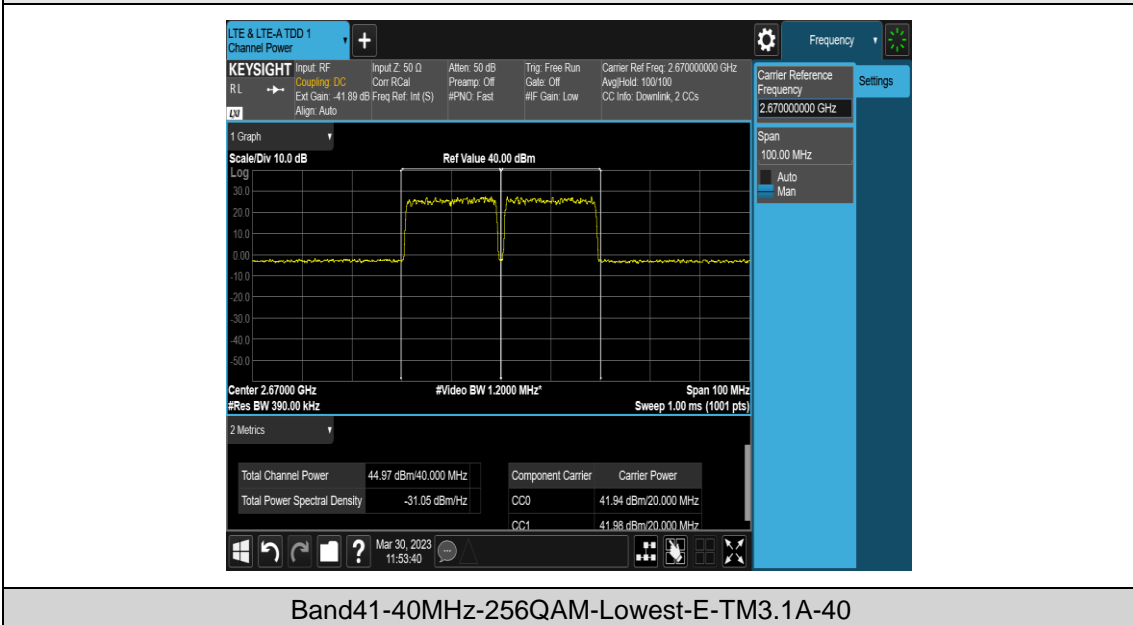 LTE & LTE-A TDD 1
Channel Power
Frequency
KEYSIGHT
RL
LXI
Input: RF
Coupling: DC
Ext Gain: -41.89 dB
Align: Auto
Input Z: 50 Ω
Corr RCal
Freq Ref: Int (S)
Atten: 50 dB
Preamp: Off
#PNO: Fast
Trig: Free Run
Gate: Off
#IF Gain: Low
Carrier Ref Freq: 2.670000000 GHz
Avg|Hold: 100/100
CC Info: Downlink, 2 CCs
Carrier Reference
Frequency
2.670000000 GHz
Settings
Span
100.00 MHz
Auto
Man
1 Graph
Scale/Div 10.0 dB
Ref Value 40.00 dBm
Log
30.0
20.0
10.0
0.00
-10.0
-20.0
-30.0
-40.0
-50.0
Center 2.67000 GHz
#Video BW 1.2000 MHz*
Span 100 MHz
#Res BW 390.00 kHz
Sweep 1.00 ms (1001 pts)
2 Metrics
Total Channel Power 44.97 dBm/40.000 MHz
Total Power Spectral Density -31.05 dBm/Hz
Component Carrier Carrier Power
CC0 41.94 dBm/20.000 MHz
CC1 41.98 dBm/20.000 MHz
?
Mar 30, 2023
11:53:40
Band41-40MHz-256QAM-Lowest-E-TM3.1A-40